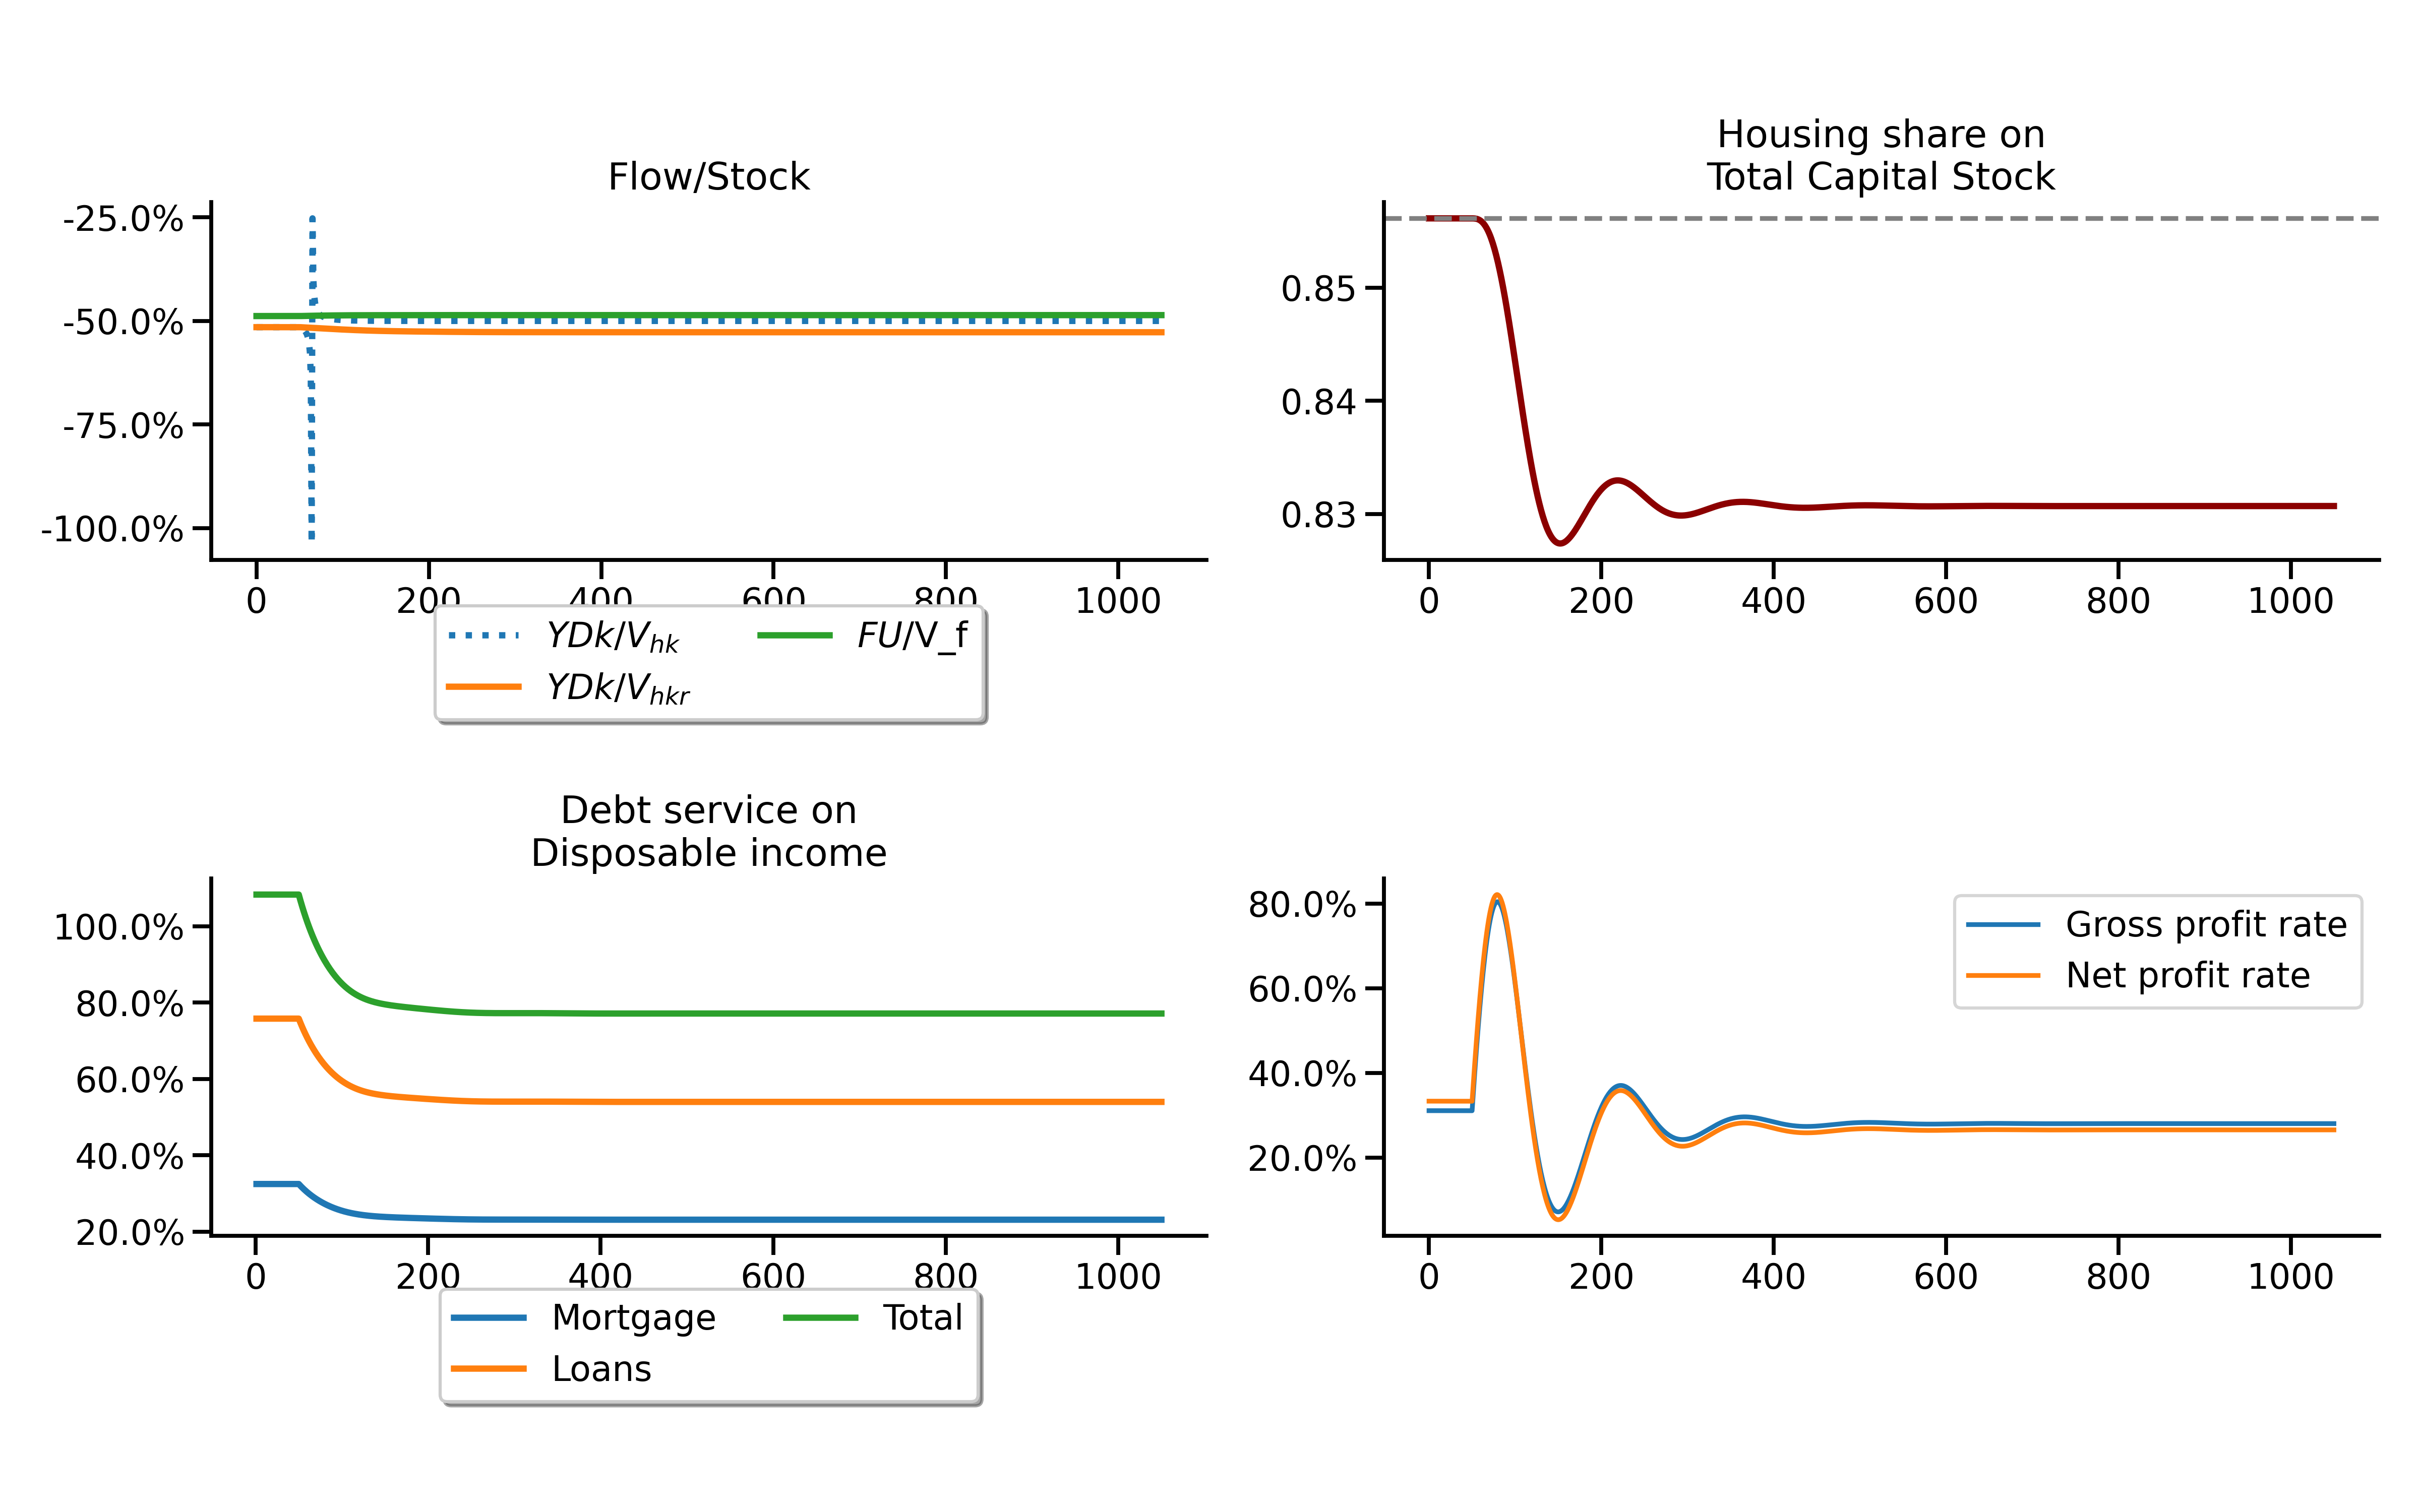 Flow/Stock
-25.0%
-50.0%
-75.0%
-100.0%
0 200 400 600 800 1000
YDk/V_hk FU/V_f
YDk/V_hkr
Housing share on
Total Capital Stock
0.85
0.84
0.83
0 200 400 600 800 1000
Debt service on
Disposable income
100.0%
80.0%
60.0%
40.0%
20.0%
0 200 400 600 800 1000
Mortgage Total
Loans
80.0%
60.0%
40.0%
20.0%
0 200 400 600 800 1000
Gross profit rate
Net profit rate